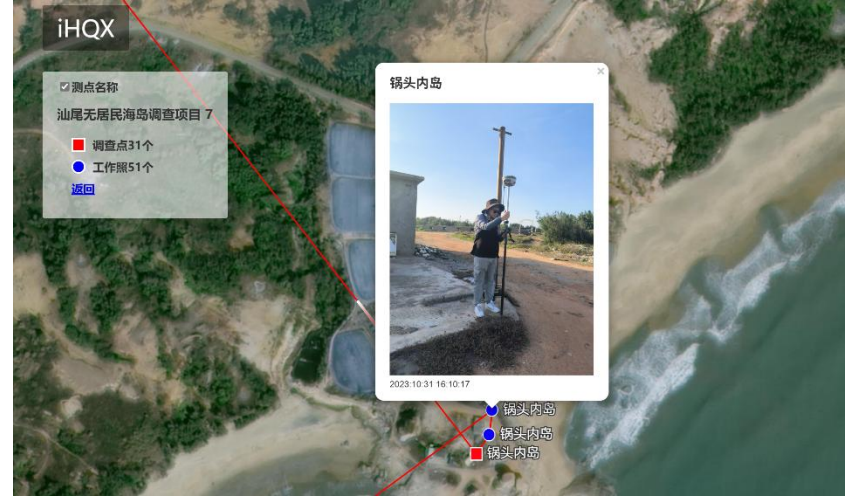 iHQX
测点名称
汕尾无居民海岛调查项目 7
调查点31个
工作照51个
返回
锅头内岛
×
2023:10:31 16:10:17
锅头内岛
锅头内岛
锅头内岛